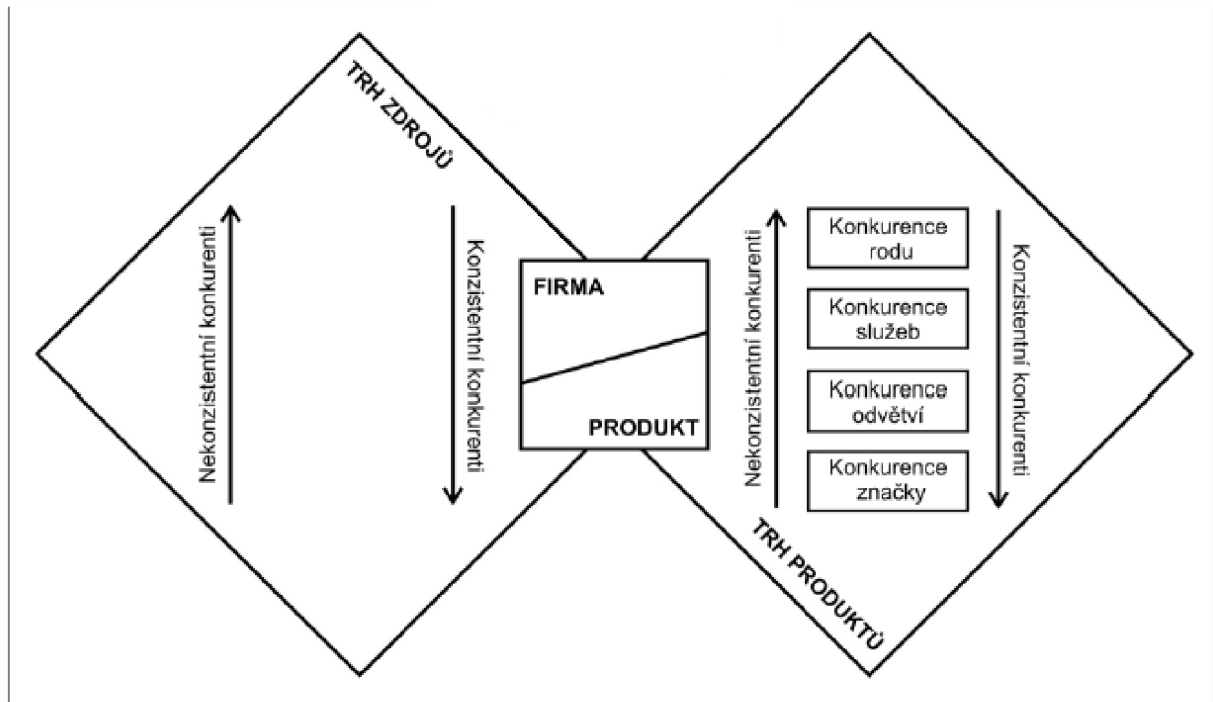 TRH ZDROJŮ
Nekonzistentní konkurenti
Konzistentní konkurenti
FIRMA
PRODUKT
Nekonzistentní konkurenti
Konkurence
rodu
Konkurence
služeb
Konkurence
odvětví
Konkurence
značky
Konzistentní konkurenti
TRH PRODUKTŮ